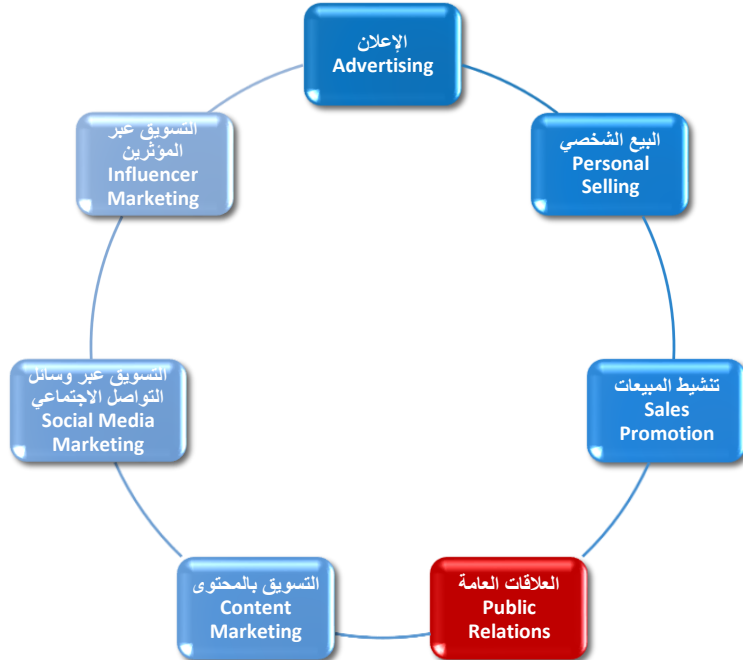 الإعلان
Advertising
البيع الشخصي
Personal
Selling
تنشيط المبيعات
Sales
Promotion
العلاقات العامة
Public
Relations
التسويق بالمحتوى
Content
Marketing
التسويق عبر وسائل
التواصل الاجتماعي
Social Media
Marketing
التسويق عبر
المؤثرين
Influencer
Marketing